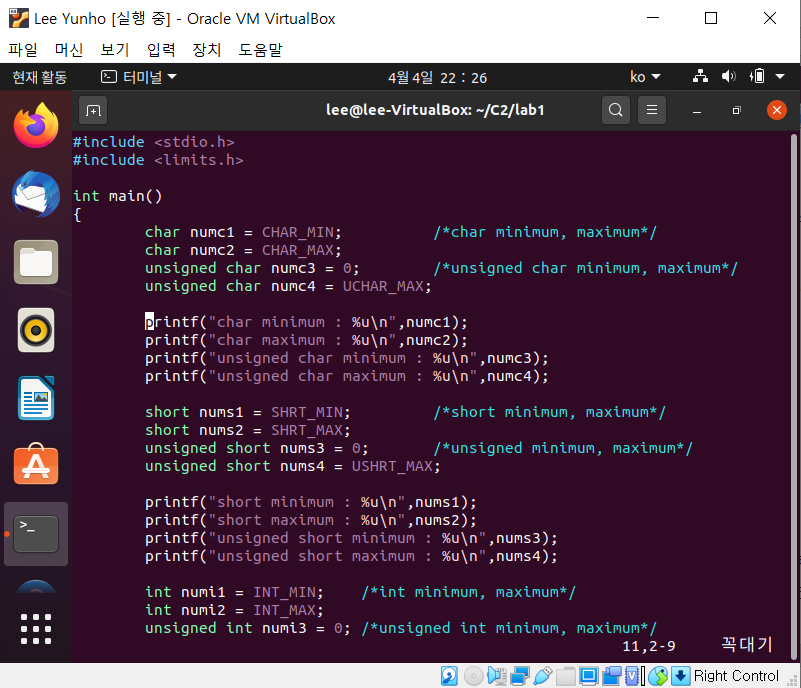 Lee Yunho [실행 중] - Oracle VM VirtualBox
파일 머신 보기 입력 장치 도움말
현재 활동 터미널 4월 4일 22 : 26 ko
lee@lee-VirtualBox: ~/C2/lab1
#include <stdio.h>
#include <limits.h>
int main()
{
char numc1 = CHAR_MIN; /*char minimum, maximum*/
char numc2 = CHAR_MAX;
unsigned char numc3 = 0; /*unsigned char minimum, maximum*/
unsigned char numc4 = UCHAR_MAX;
printf("char minimum : %u\n",numc1);
printf("char maximum : %u\n",numc2);
printf("unsigned char minimum : %u\n",numc3);
printf("unsigned char maximum : %u\n",numc4);
short nums1 = SHRT_MIN; /*short minimum, maximum*/
short nums2 = SHRT_MAX;
unsigned short nums3 = 0; /*unsigned minimum, maximum*/
unsigned short nums4 = USHRT_MAX;
printf("short minimum : %u\n",nums1);
printf("short maximum : %u\n",nums2);
printf("unsigned short minimum : %u\n",nums3);
printf("unsigned short maximum : %u\n",nums4);
int numi1 = INT_MIN; /*int minimum, maximum*/
int numi2 = INT_MAX;
unsigned int numi3 = 0; /*unsigned int minimum, maximum*/
11,2-9 꼭대기
Right Control